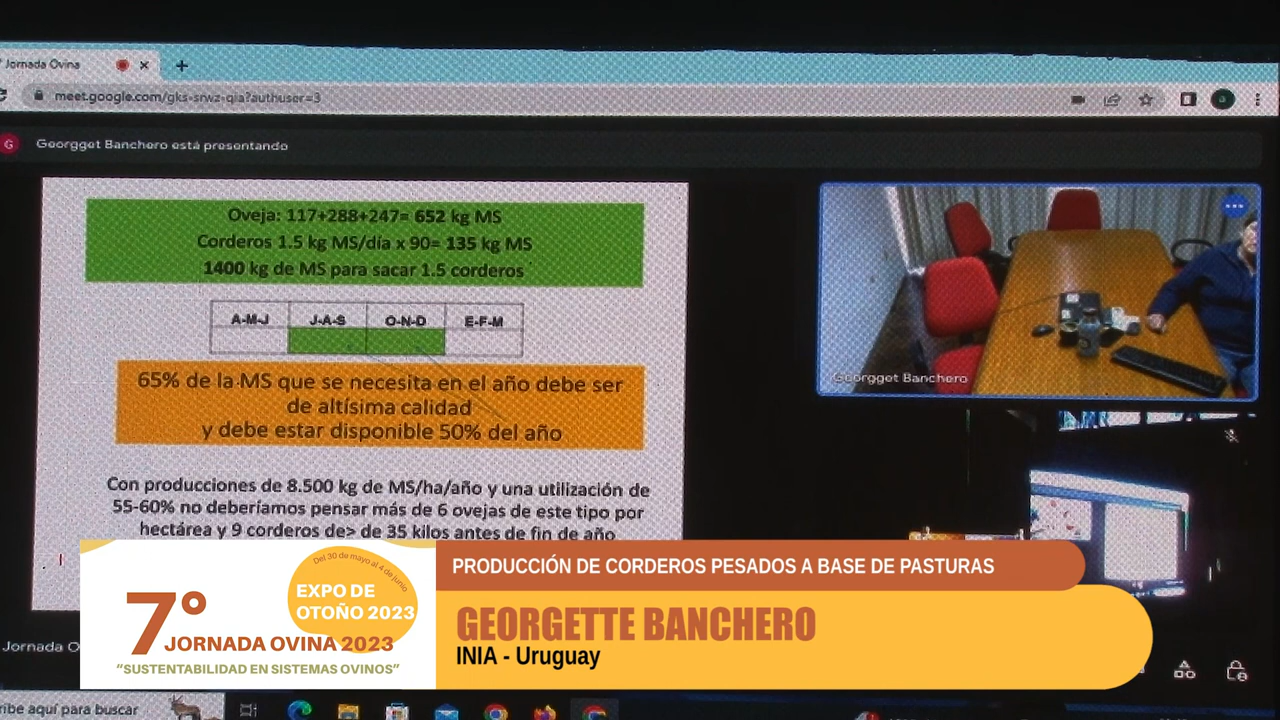 Jornada Ovina
meet.google.com/gks-srwz-qia?authuser=3
G
Georgget Banchero está presentando
Oveja: 117+288+247= 652 kg MS
Corderos 1.5 kg MS/día x 90= 135 kg MS
1400 kg de MS para sacar 1.5 corderos
A-M-J J-A-S O-N-D E-F-M
65% de la MS que se necesita en el año debe ser
de altísima calidad
y debe estar disponible 50% del año
Con producciones de 8.500 kg de MS/ha/año y una utilización de
55-60% no deberíamos pensar más de 6 ovejas de este tipo por
hectárea y 9 corderos de> de 35 kilos antes de fin de año
Georgget Banchero
Del 30 de mayo al 4 de junio
EXPO DE
OTOÑO 2023
7°
JORNADA OVINA 2023
“SUSTENTABILIDAD EN SISTEMAS OVINOS”
PRODUCCIÓN DE CORDEROS PESADOS A BASE DE PASTURAS
GEORGETTE BANCHERO
INIA - Uruguay
Jornada O
ribe aquí para buscar